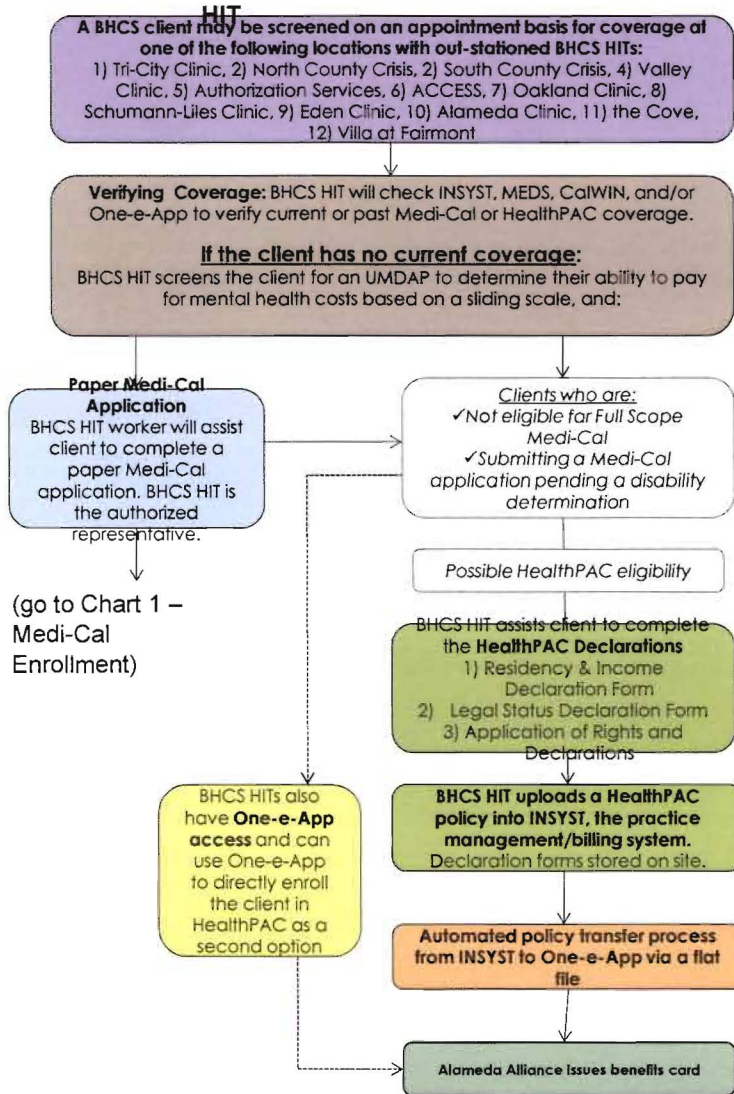 HIT
A BHCS client may be screened on an appointment basis for coverage at
one of the following locations with out-stationed BHCS HITs:
1) Tri-City Clinic, 2) North County Crisis, 2) South County Crisis, 4) Valley
Clinic, 5) Authorization Services, 6) ACCESS, 7) Oakland Clinic, 8)
Schumann-Liles Clinic, 9) Eden Clinic, 10) Alameda Clinic, 11) the Cove,
12) Villa at Fairmont
Verifying Coverage: BHCS HIT will check INSYST, MEDS, CalWIN, and/or
One-e-App to verify current or past Medi-Cal or HealthPAC coverage.
If the client has no current coverage:
BHCS HIT screens the client for an UMDAP to determine their ability to pay
for mental health costs based on a sliding scale, and:
Paper Medi-Cal
Application
BHCS HIT worker will assist
client to complete a
paper Medi-Cal
application. BHCS HIT is
the authorized
representative.
(go to Chart 1 –
Medi-Cal
Enrollment)
Clients who are:
✓Not eligible far Full Scope
Medi-Cal
✓Submitting a Medi-Col
application pending a disability
determination
Possible HealthPAC eligibility
BHCS HIT assists client to complete
the HealthPAC Declarations
1) Residency & Income
Declaration Form
2) Legal Status Declaration Form
3) Application of Rights and
Declarations
BHCS HITs also
have One-e-App
access and can
use One-e-App
to directly enroll
the client in
HealthPAC as a
second option
BHCS HIT uploads a HealthPAC
policy into INSYST, the practice
management/billing system.
Declaration forms stored on site.
Automated policy transfer process
from INSYST to One-e-App via a flat
file
Alameda Alliance issues benefits card